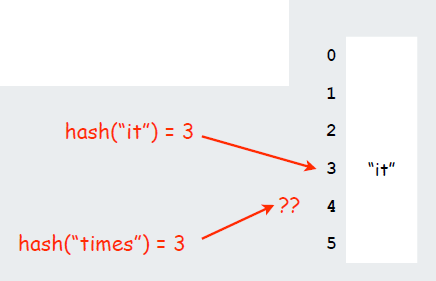 0
1
hash(“it”) = 3
2
3 “it”
?? 4
hash(“times”) = 3
5